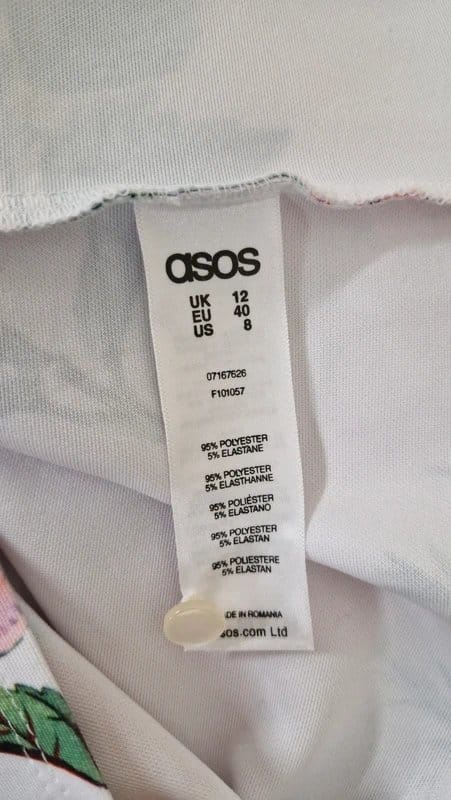 asos
UK 12
EU 40
US 8
07167626
F101057
95% POLYESTER
5% ELASTANE
95% POLYESTER
5% ELASTHANNE
95% POLIÉSTER
5% ELASTANO
95% POLYESTER
5% ELASTAN
95% POLIESTERE
5% ELASTAN
DE IN ROMANIA
os.com Ltd